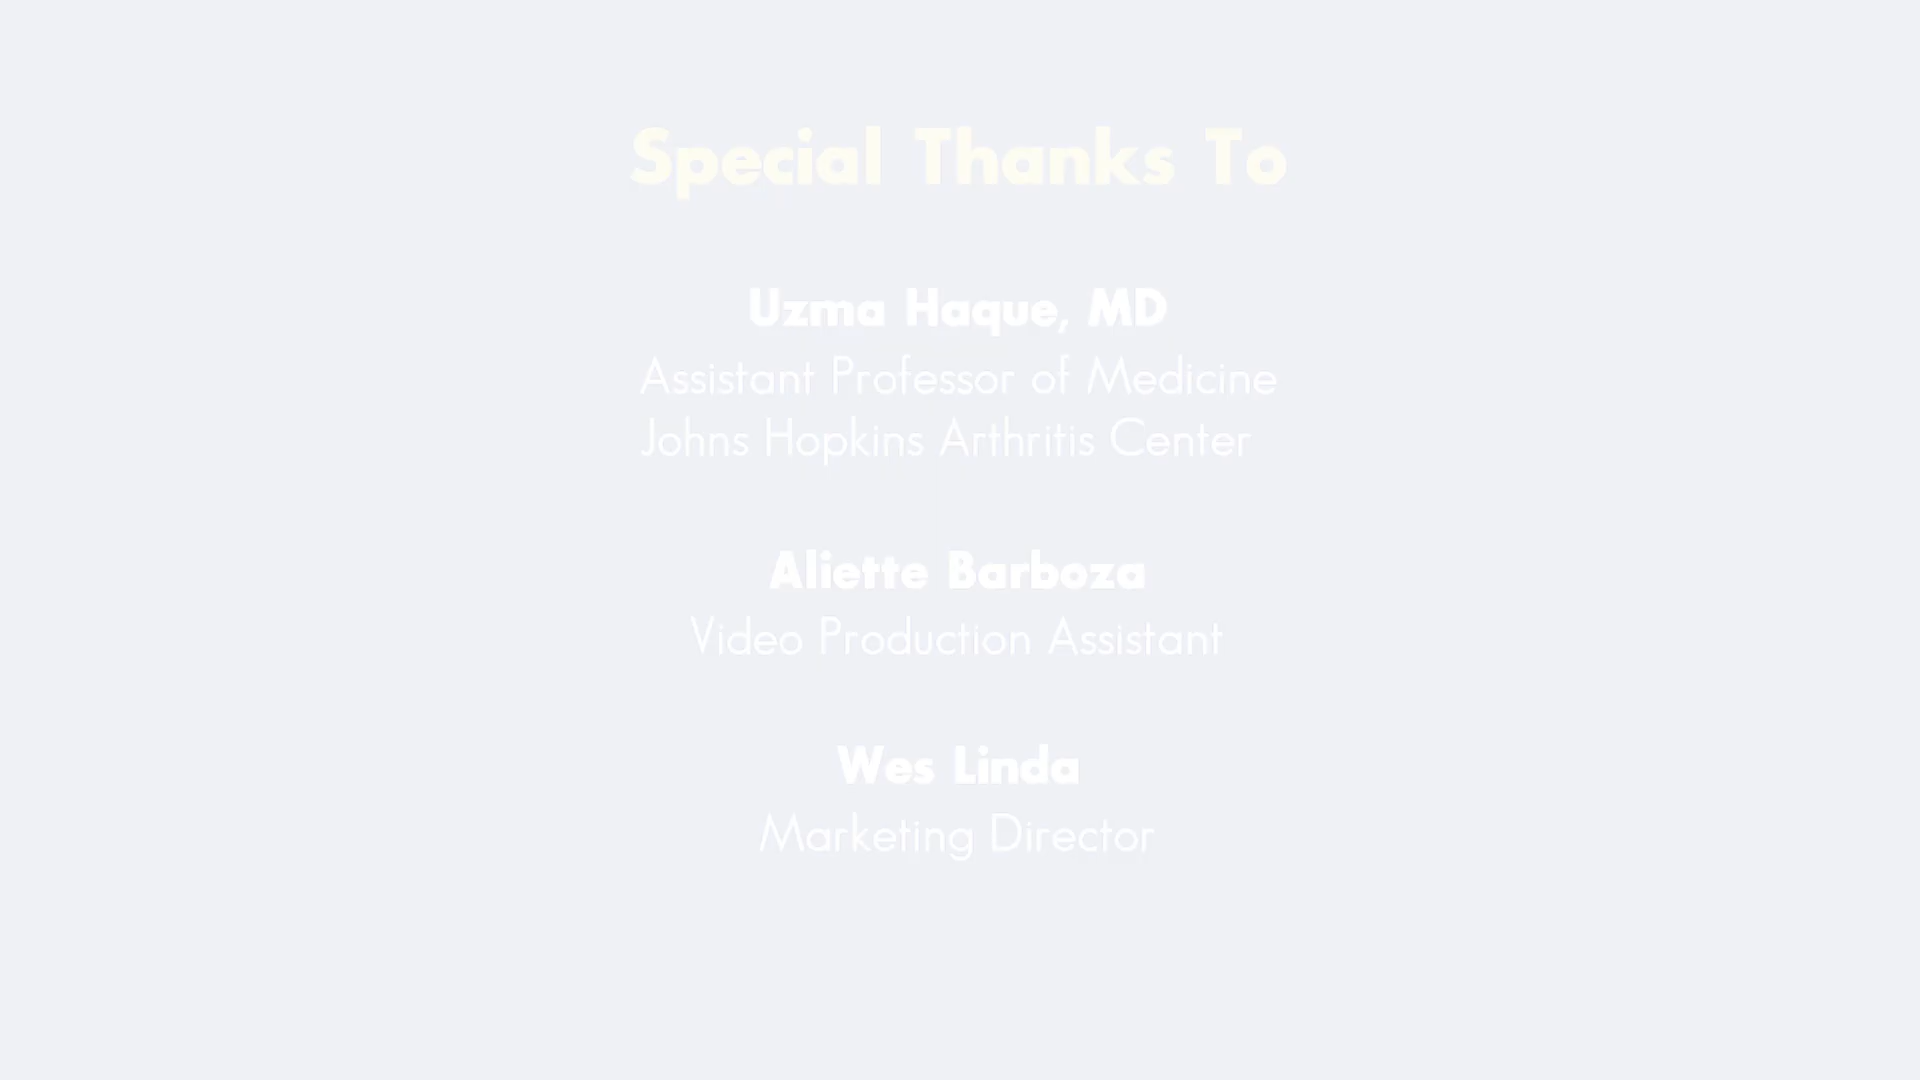 Special Thanks To
Uzma Haque, MD
Assistant Professor of Medicine
Johns Hopkins Arthritis Center
Aliette Barboza
Video Production Assistant
Wes Linda
Marketing Director